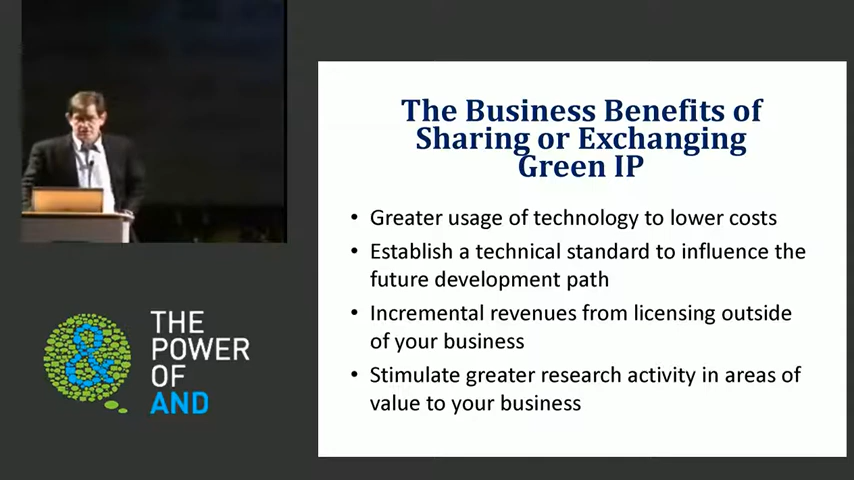 The Business Benefits of
Sharing or Exchanging
Green IP
• Greater usage of technology to lower costs
• Establish a technical standard to influence the
future development path
• Incremental revenues from licensing outside
of your business
• Stimulate greater research activity in areas of
value to your business
&
THE
POWER
OF
AND